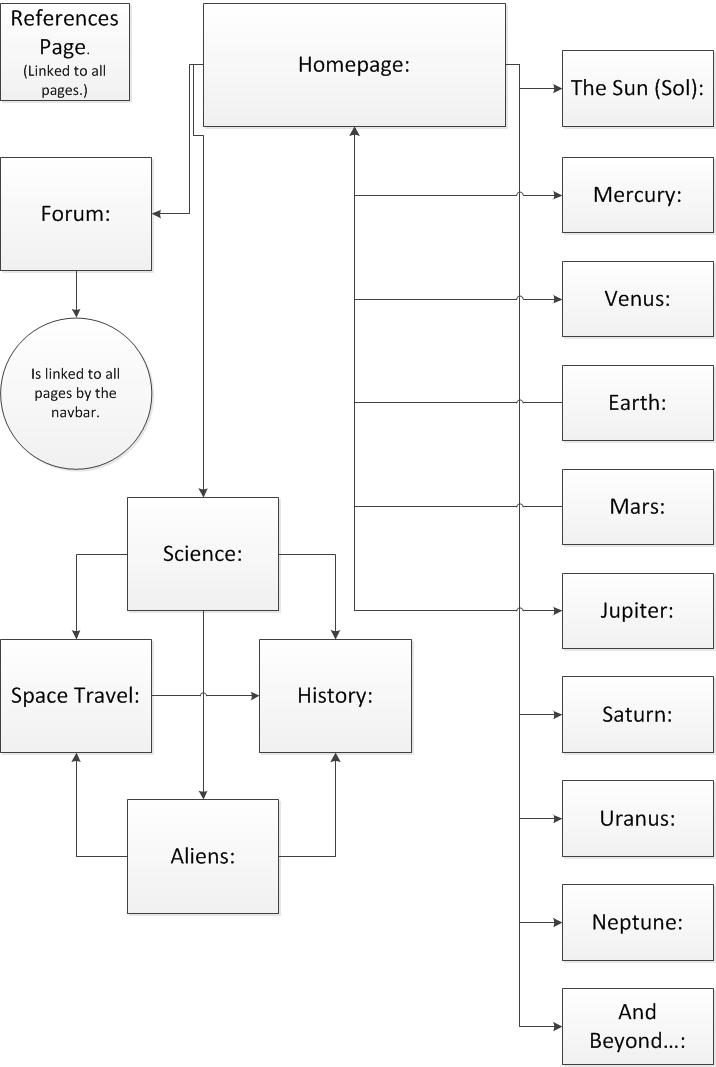 References
Page.
(Linked to all
pages.)
Homepage:
The Sun (Sol):
Forum:
Mercury:
Venus:
Is linked to all
pages by the
navbar.
Earth:
Mars:
Science:
Jupiter:
Space Travel:
History:
Saturn:
Uranus:
Aliens:
Neptune:
And
Beyond...: